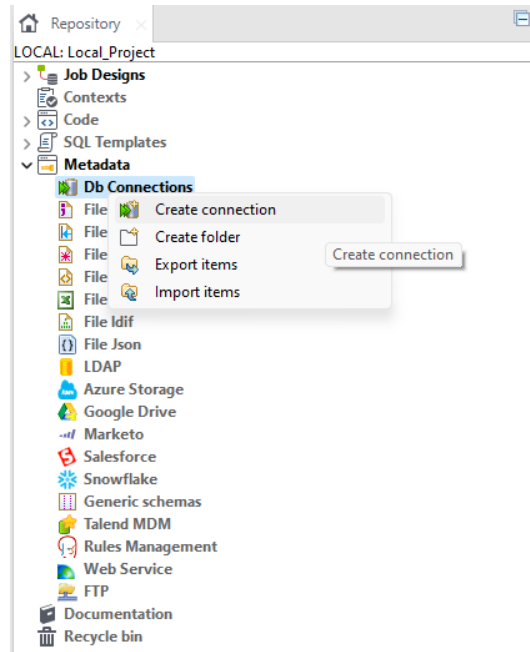 Repository
LOCAL: Local_Project
Job Designs
Contexts
Code
SQL Templates
Metadata
Db Connections
File
Create connection
File
Create folder
File
Create connection
File
Export items
File
Import items
File ldif
File Json
LDAP
Azure Storage
Google Drive
Marketo
Salesforce
Snowflake
Generic schemas
Talend MDM
Rules Management
Web Service
FTP
Documentation
Recycle bin